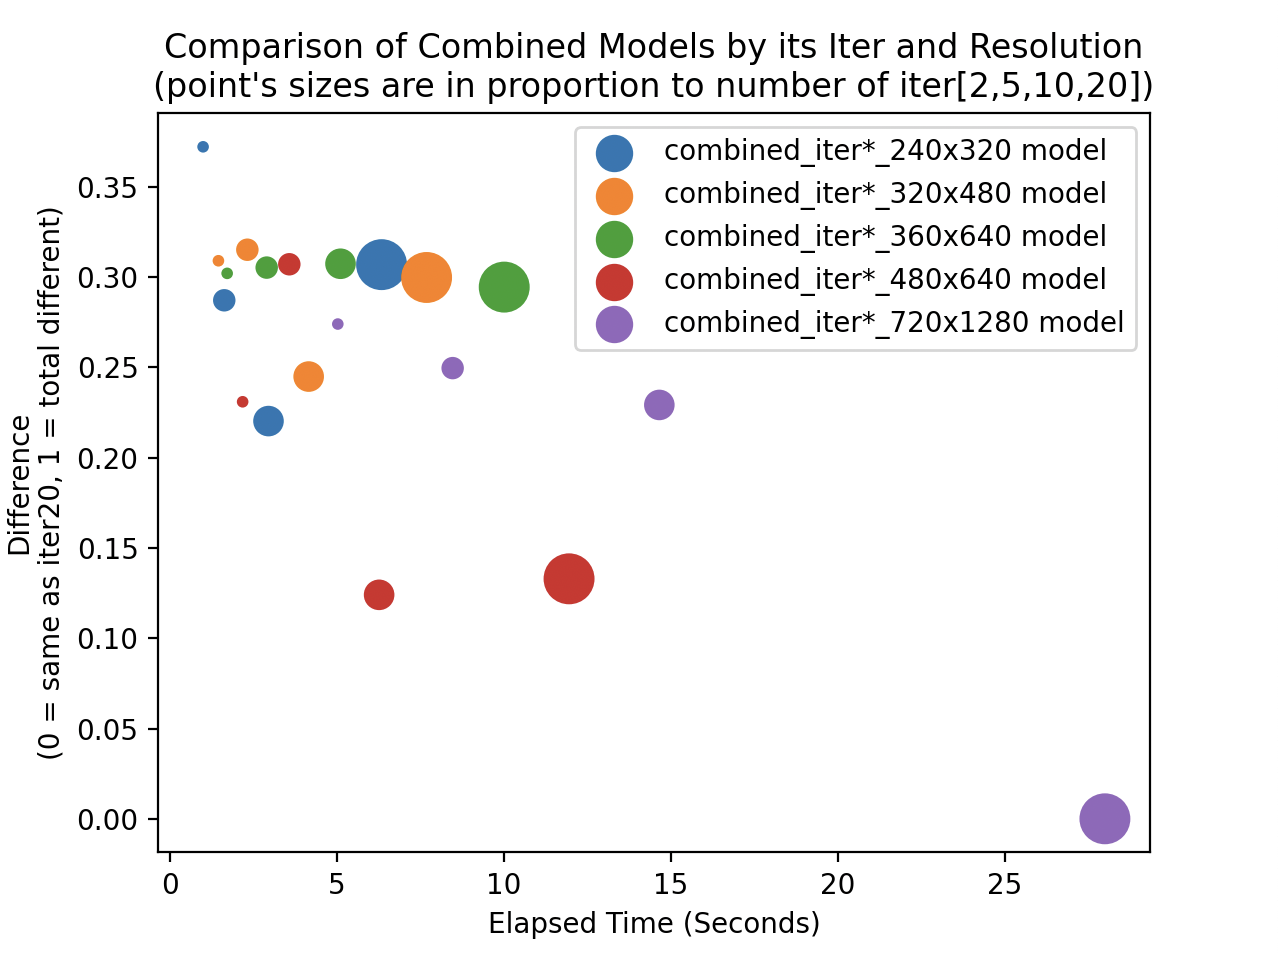 Comparison of Combined Models by its Iter and Resolution
(point's sizes are in proportion to number of iter[2,5,10,20])
combined_iter*_240x320 model
combined_iter*_320x480 model
combined_iter*_360x640 model
combined_iter*_480x640 model
combined_iter*_720x1280 model
Difference
(0 = same as iter20, 1 = total different)
0.35
0.30
0.25
0.20
0.15
0.10
0.05
0.00
0 5 10 15 20 25
Elapsed Time (Seconds)